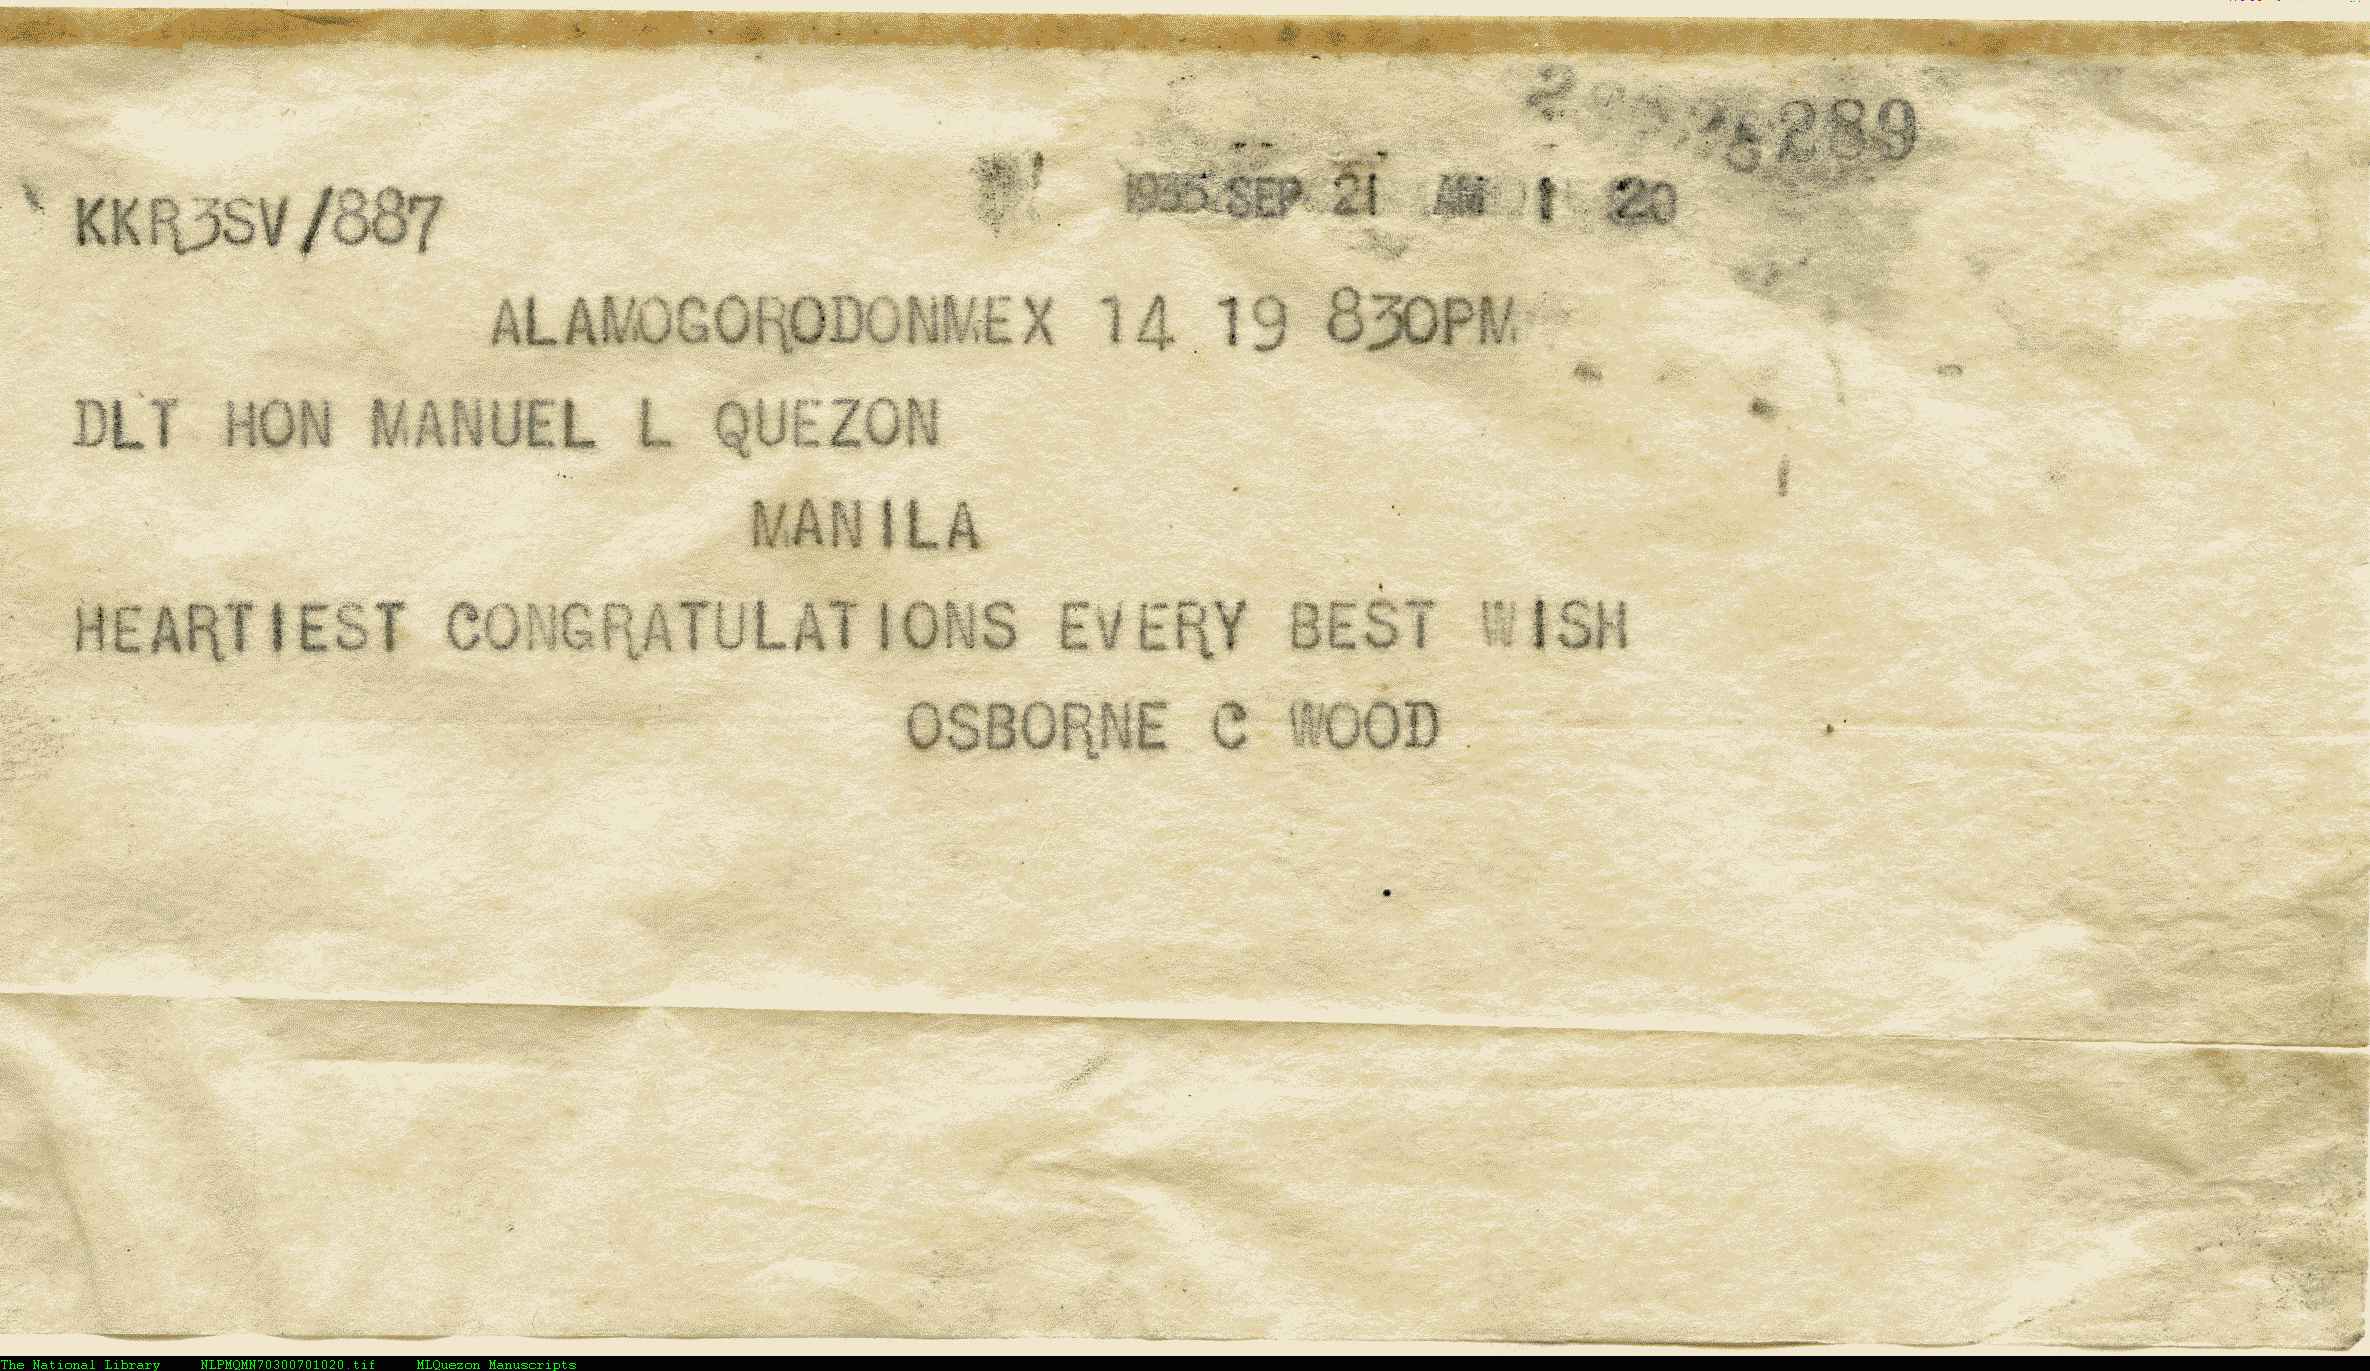 289
1935 SEP 21 AM 1 20
KKR3SV/887
ALAMOGORODONMEX 14 19 830PM
DLT HON MANUEL L QUEZON
MANILA
HEARTIEST CONGRATULATIONS EVERY BEST WISH
OSBORNE C WOOD
The National Library NLPMQMN70300701020.tif MLQuezon Manuscripts